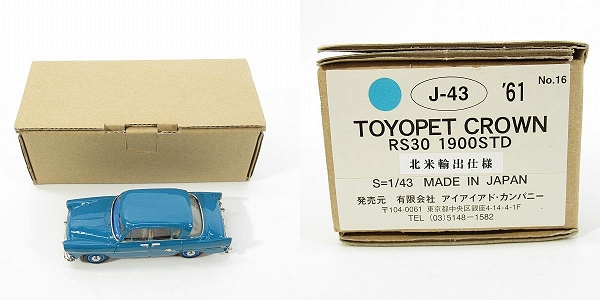 J-43 '61 No.16
TOYOPET CROWN
RS30 1900STD
北米輸出仕様
S=1/43 MADE IN JAPAN
発売元 有限会社 アイアイアド・カンパニー
〒104-0061 東京都中央区銀座4-14-4-1F
TEL (03)5148-1582